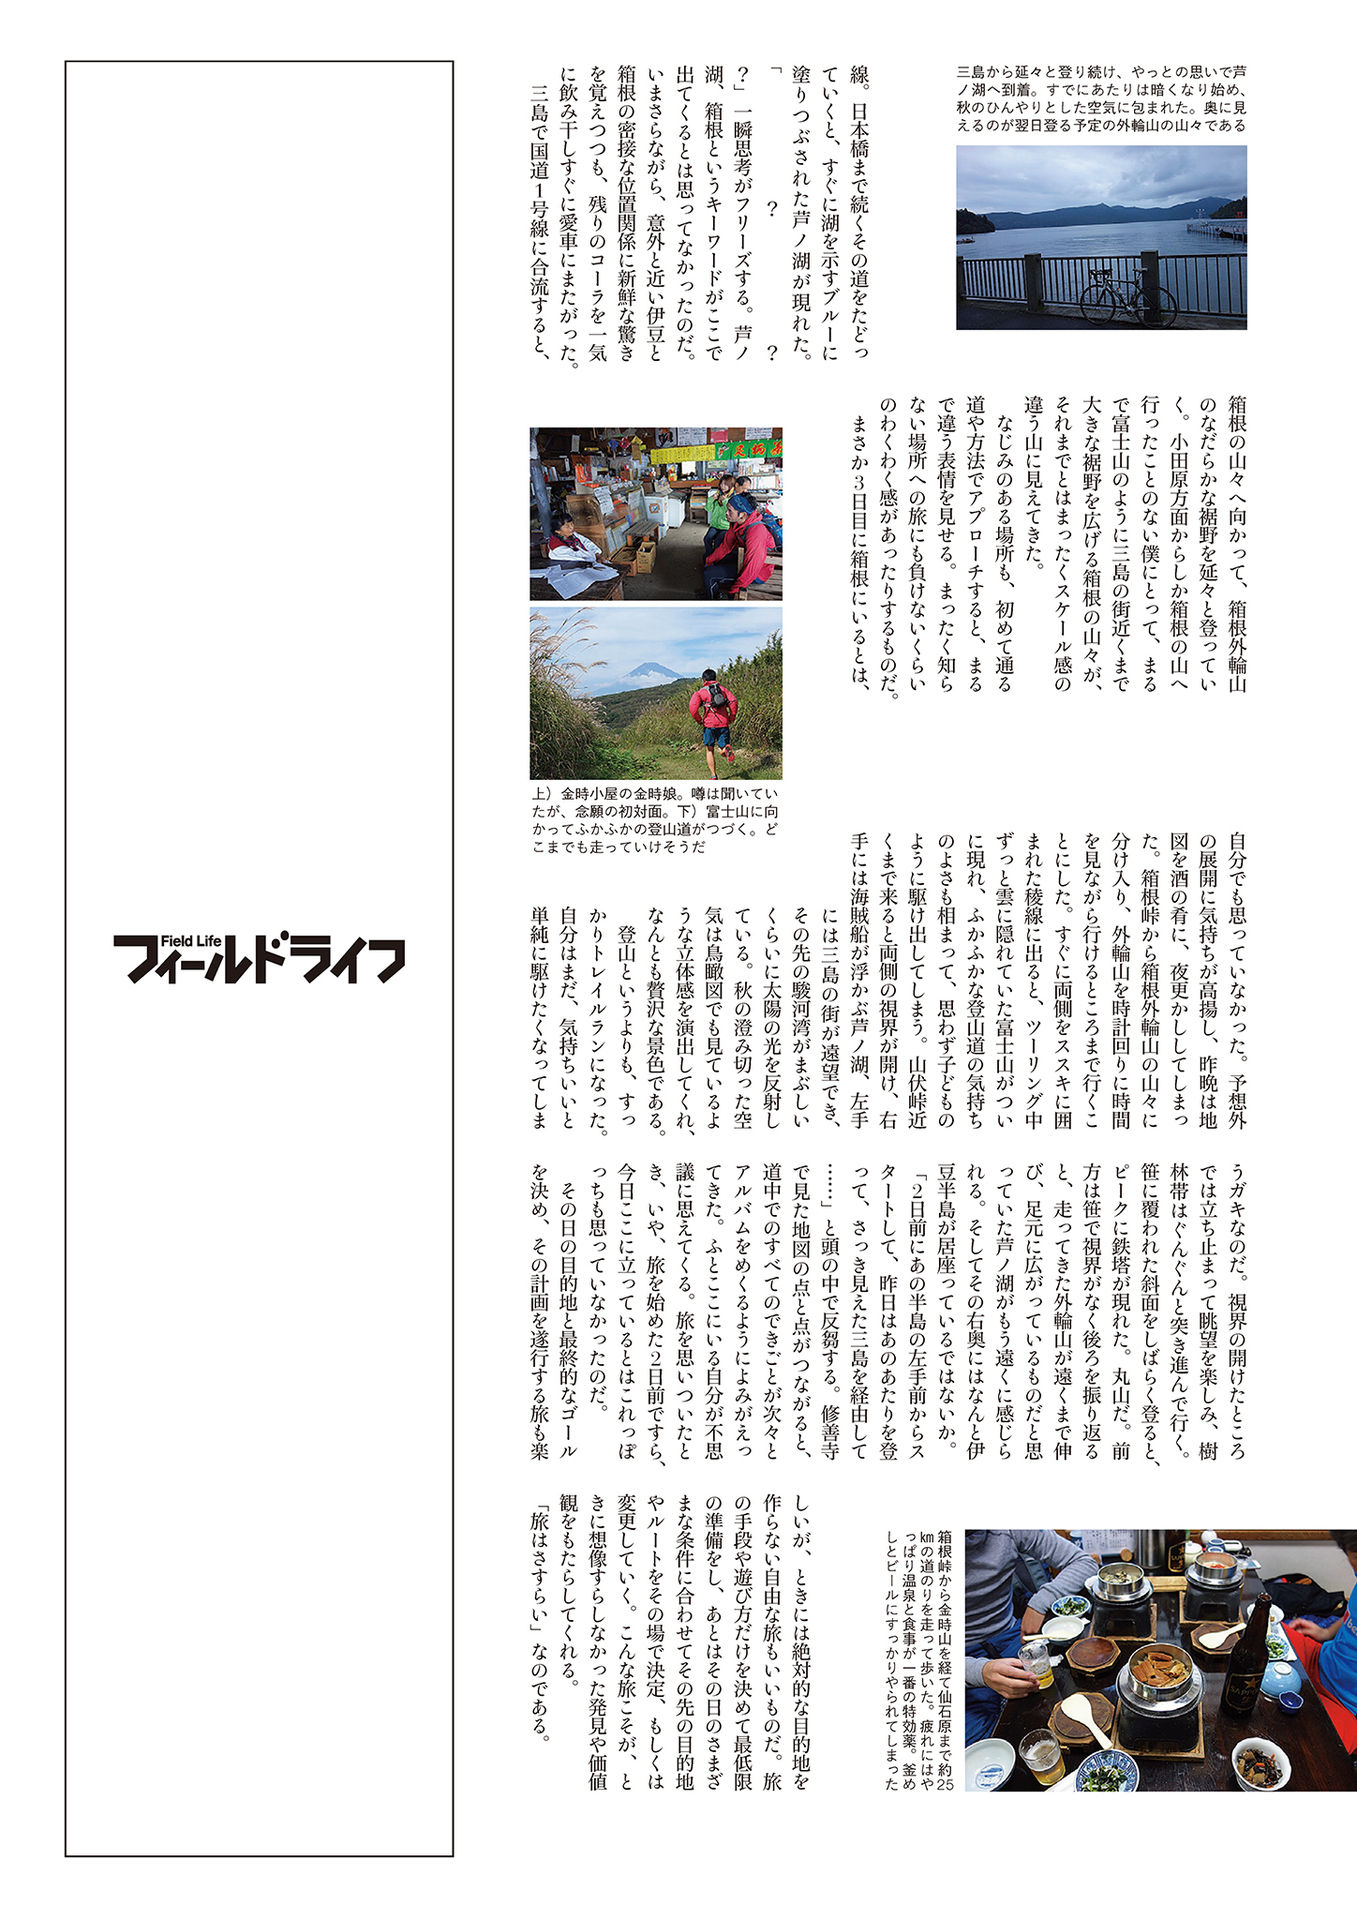 三島から延々と登り続け、やっとの思いで芦
ノ湖へ到着。すでにあたりは暗くなり始め、
秋のひんやりとした空気に包まれた。奥に見
えるのが翌日登る予定の外輪山の山々である
線。日本橋まで続くその道をたどっ
ていくと、すぐに湖を示すブルーに
塗りつぶされた芦ノ湖が現れた。
「　　　　　　？　　　　　　？
？」一瞬思考がフリーズする。芦ノ
湖、箱根というキーワードがここで
出てくるとは思ってなかったのだ。
いまさらながら、意外と近い伊豆と
箱根の密接な位置関係に新鮮な驚き
を覚えつつも、残りのコーラを一気
に飲み干しすぐに愛車にまたがった。
三島で国道1号線に合流すると、
箱根の山々へ向かって、箱根外輪山
のなだらかな裾野を延々と登ってい
く。小田原方面からしか箱根の山へ
行ったことのない僕にとって、まる
で富士山のように三島の街近くまで
大きな裾野を広げる箱根の山々が、
それまでとはまったくスケール感の
違う山に見えてきた。
なじみのある場所も、初めて通る
道や方法でアプローチすると、まる
で違う表情を見せる。まったく知ら
ない場所への旅にも負けないくらい
のわくわく感があったりするものだ。
まさか3日目に箱根にいるとは、
上）金時小屋の金時娘。噂は聞いてい
たが、念願の初対面。下）富士山に向
かってふかふかの登山道がつづく。ど
こまでも走っていけそうだ
自分でも思っていなかった。予想外
の展開に気持ちが高揚し、昨晩は地
図を酒の肴に、夜更かししてしまっ
た。箱根峠から箱根外輪山の山々に
分け入り、外輪山を時計回りに時間
を見ながら行けるところまで行くこ
とにした。すぐに両側をススキに囲
まれた稜線に出ると、ツーリング中
ずっと雲に隠れていた富士山がつい
に現れ、ふかふかな登山道の気持ち
のよさも相まって、思わず子どもの
ように駆け出してしまう。山伏峠近
くまで来ると両側の視界が開け、右
手には海賊船が浮かぶ芦ノ湖、左手
には三島の街が遠望でき、
その先の駿河湾がまぶしい
くらいに太陽の光を反射し
ている。秋の澄み切った空
気は鳥瞰図でも見ているよ
うな立体感を演出してくれ、
なんとも贅沢な景色である。
登山というよりも、すっ
かりトレイルランになった。
自分はまだ、気持ちいいと
単純に駆けたくなってしま
うガキなのだ。視界の開けたところ
では立ち止まって眺望を楽しみ、樹
林帯はぐんぐんと突き進んで行く。
笹に覆われた斜面をしばらく登ると、
ピークに鉄塔が現れた。丸山だ。前
方は笹で視界がなく後ろを振り返る
と、走ってきた外輪山が遠くまで伸
び、足元に広がっているものだと思
っていた芦ノ湖がもう遠くに感じら
れる。そしてその右奥にはなんと伊
豆半島が居座っているではないか。
「2日前にあの半島の左手前からス
タートして、昨日はあのあたりを登
って、さっき見えた三島を経由して
……」と頭の中で反芻する。修善寺
で見た地図の点と点がつながると、
道中でのすべてのできごとが次々と
アルバムをめくるようによみがえっ
てきた。ふとここにいる自分が不思
議に思えてくる。旅を思いついたと
き、いや、旅を始めた2日前ですら、
今日ここに立っているとはこれっぽ
っちも思っていなかったのだ。
その日の目的地と最終的なゴール
を決め、その計画を遂行する旅も楽
箱根峠から金時山を経て仙石原まで約25
kmの道のりを走って歩いた。疲れにはや
っぱり温泉と食事が一番の特効薬。釜め
しとビールにすっかりやられてしまった
しいが、ときには絶対的な目的地を
作らない自由な旅もいいものだ。旅
の手段や遊び方だけを決めて最低限
の準備をし、あとはその日のさまざ
まな条件に合わせてその先の目的地
やルートをその場で決定、もしくは
変更していく。こんな旅こそが、と
きに想像すらしなかった発見や価値
観をもたらしてくれる。
「旅はさすらい」なのである。
Field Life
フィールドライフ